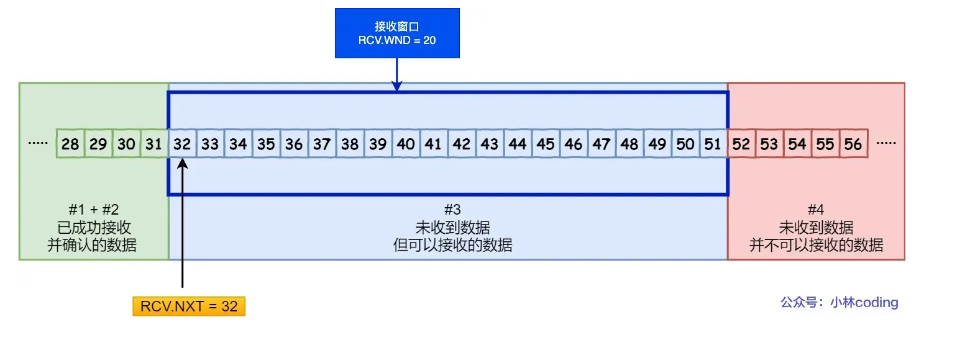 接收窗口
RCV.WND = 20
..... 28 29 30 31 32 33 34 35 36 37 38 39 40 41 42 43 44 45 46 47 48 49 50 51 52 53 54 55 56 .....
#1 + #2
已成功接收
并确认的数据
#3
未收到数据
但可以接收的数据
#4
未收到数据
并不可以接收的数据
RCV.NXT = 32
公众号：小林coding